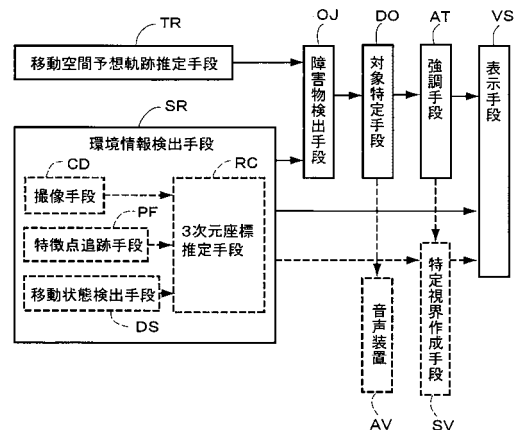 TR
移動空間予想軌跡推定手段
OJ
障害物検出手段
DO
対象特定手段
AT
強調手段
VS
表示手段
SR
環境情報検出手段
CD
撮像手段
PF
特徴点追跡手段
移動状態検出手段
DS
RC
3次元座標
推定手段
音声装置
AV
特定視界作成手段
SV